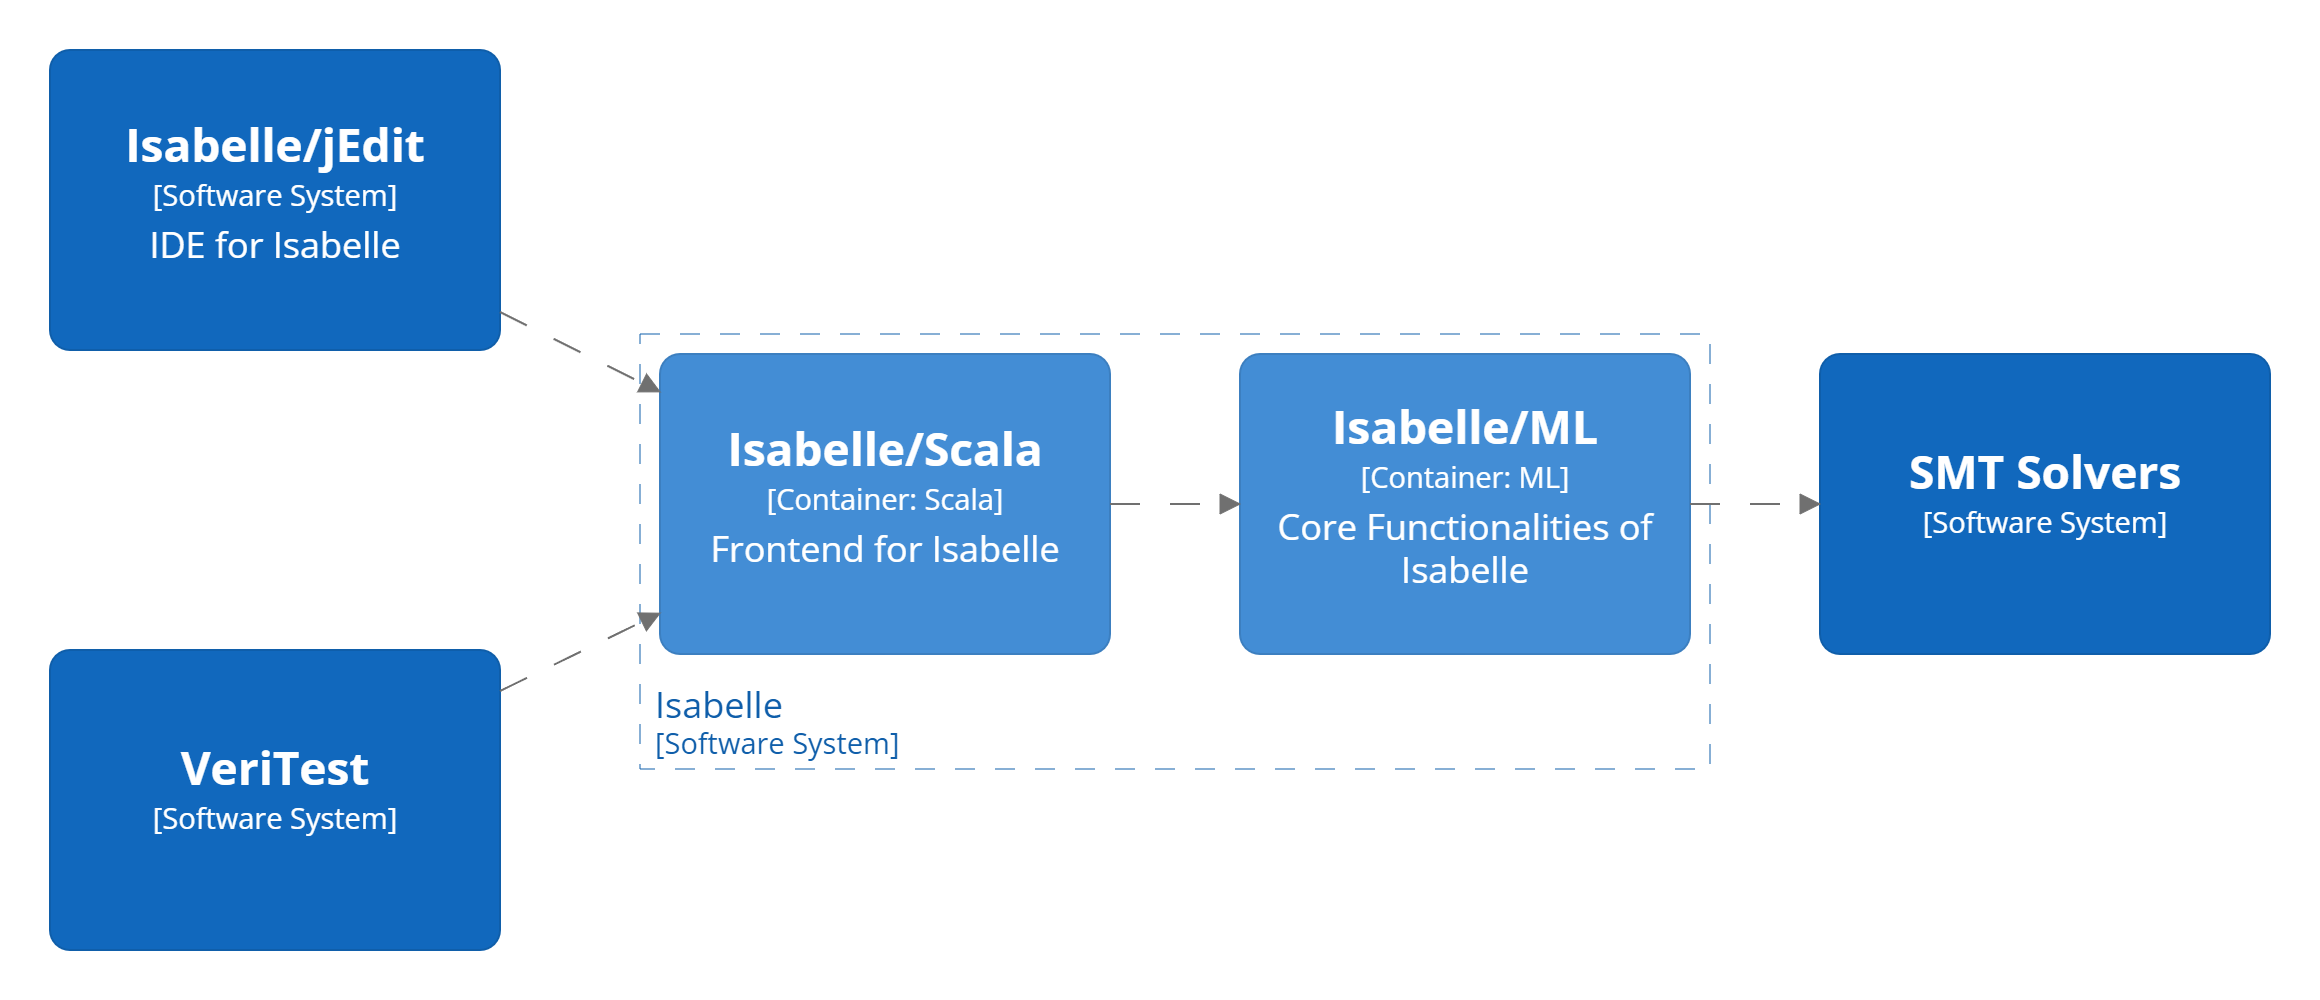 Isabelle/jEdit
[Software System]
IDE for Isabelle
Isabelle/Scala
[Container: Scala]
Frontend for Isabelle
Isabelle/ML
[Container: ML]
Core Functionalities of
Isabelle
SMT Solvers
[Software System]
Isabelle
[Software System]
VeriTest
[Software System]